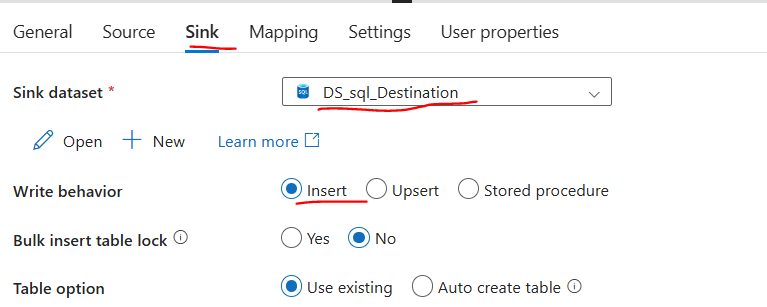 General Source Sink Mapping Settings User properties
Sink dataset * SQL DS_sql_Destination
Open New Learn more
Write behavior Insert Upsert Stored procedure
Bulk insert table lock Yes No
Table option Use existing Auto create table